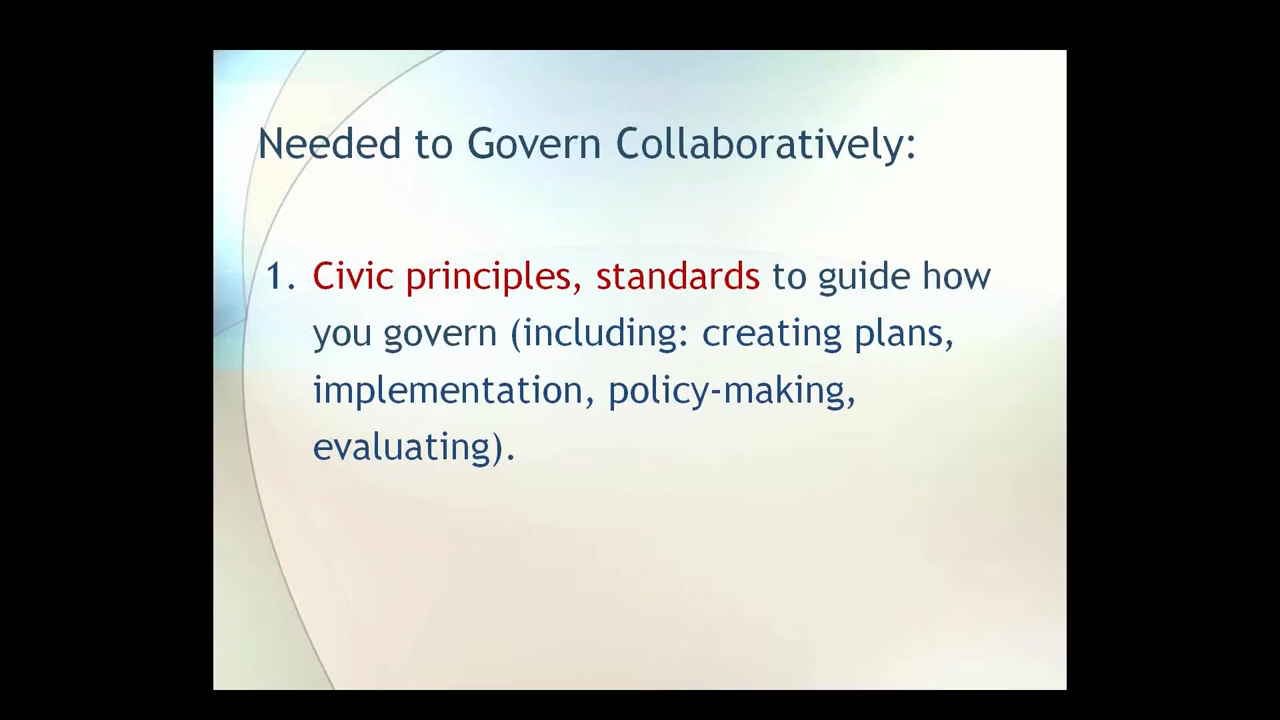 Needed to Govern Collaboratively:
1. Civic principles, standards to guide how
you govern (including: creating plans,
implementation, policy-making,
evaluating).